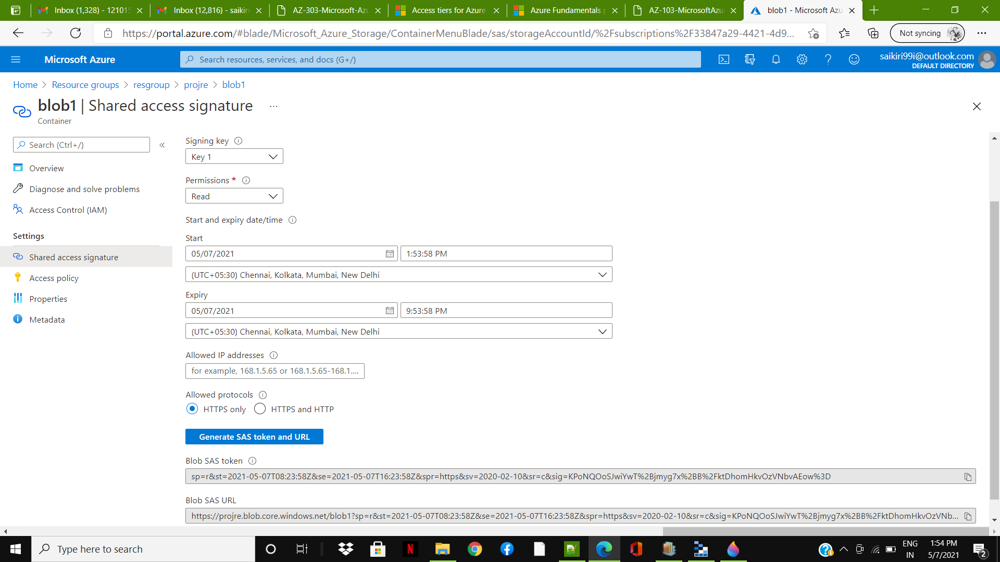 Inbox (1,328) - 12101
Inbox (12,816) - saikiri
AZ-303-Microsoft-Azu
Access tiers for Azure
Azure Fundamentals p
AZ-103-MicrosoftAzu
blob1 - Microsoft Azu
https://portal.azure.com/#blade/Microsoft_Azure_Storage/ContainerMenuBlade/sas/storageAccountId/%2Fsubscriptions%2F33847a29-4421-4d9...
Not syncing
Microsoft Azure
Search resources, services, and docs (G+/)
saikiri99i@outlook.com
DEFAULT DIRECTORY
Home > Resource groups > resgroup > projre > blob1
blob1 | Shared access signature ...
Container
Search (Ctrl+/)
«
Overview
Diagnose and solve problems
Access Control (IAM)
Settings
Shared access signature
Access policy
Properties
Metadata
Signing key
Key 1
Permissions *
Read
Start and expiry date/time
Start
05/07/2021
1:53:58 PM
(UTC+05:30) Chennai, Kolkata, Mumbai, New Delhi
Expiry
05/07/2021
9:53:58 PM
(UTC+05:30) Chennai, Kolkata, Mumbai, New Delhi
Allowed IP addresses
for example, 168.1.5.65 or 168.1.5.65-168.1....
Allowed protocols
HTTPS only
HTTPS and HTTP
Generate SAS token and URL
Blob SAS token
sp=r&st=2021-05-07T08:23:58Z&se=2021-05-07T16:23:58Z&spr=https&sv=2020-02-10&sr=c&sig=KPoNQOoSJwiYwT%2Bjmyg7x%2BB%2FktDhomHkvOzVNbvAEow%3D
Blob SAS URL
https://projre.blob.core.windows.net/blob1?sp=r&st=2021-05-07T08:23:58Z&se=2021-05-07T16:23:58Z&spr=https&sv=2020-02-10&sr=c&sig=KPoNQOoSJwiYwT%2Bjmyg7x%2BB%2FktDhomHkvOzVNb...
Type here to search
ENG
IN
1:54 PM
5/7/2021
2